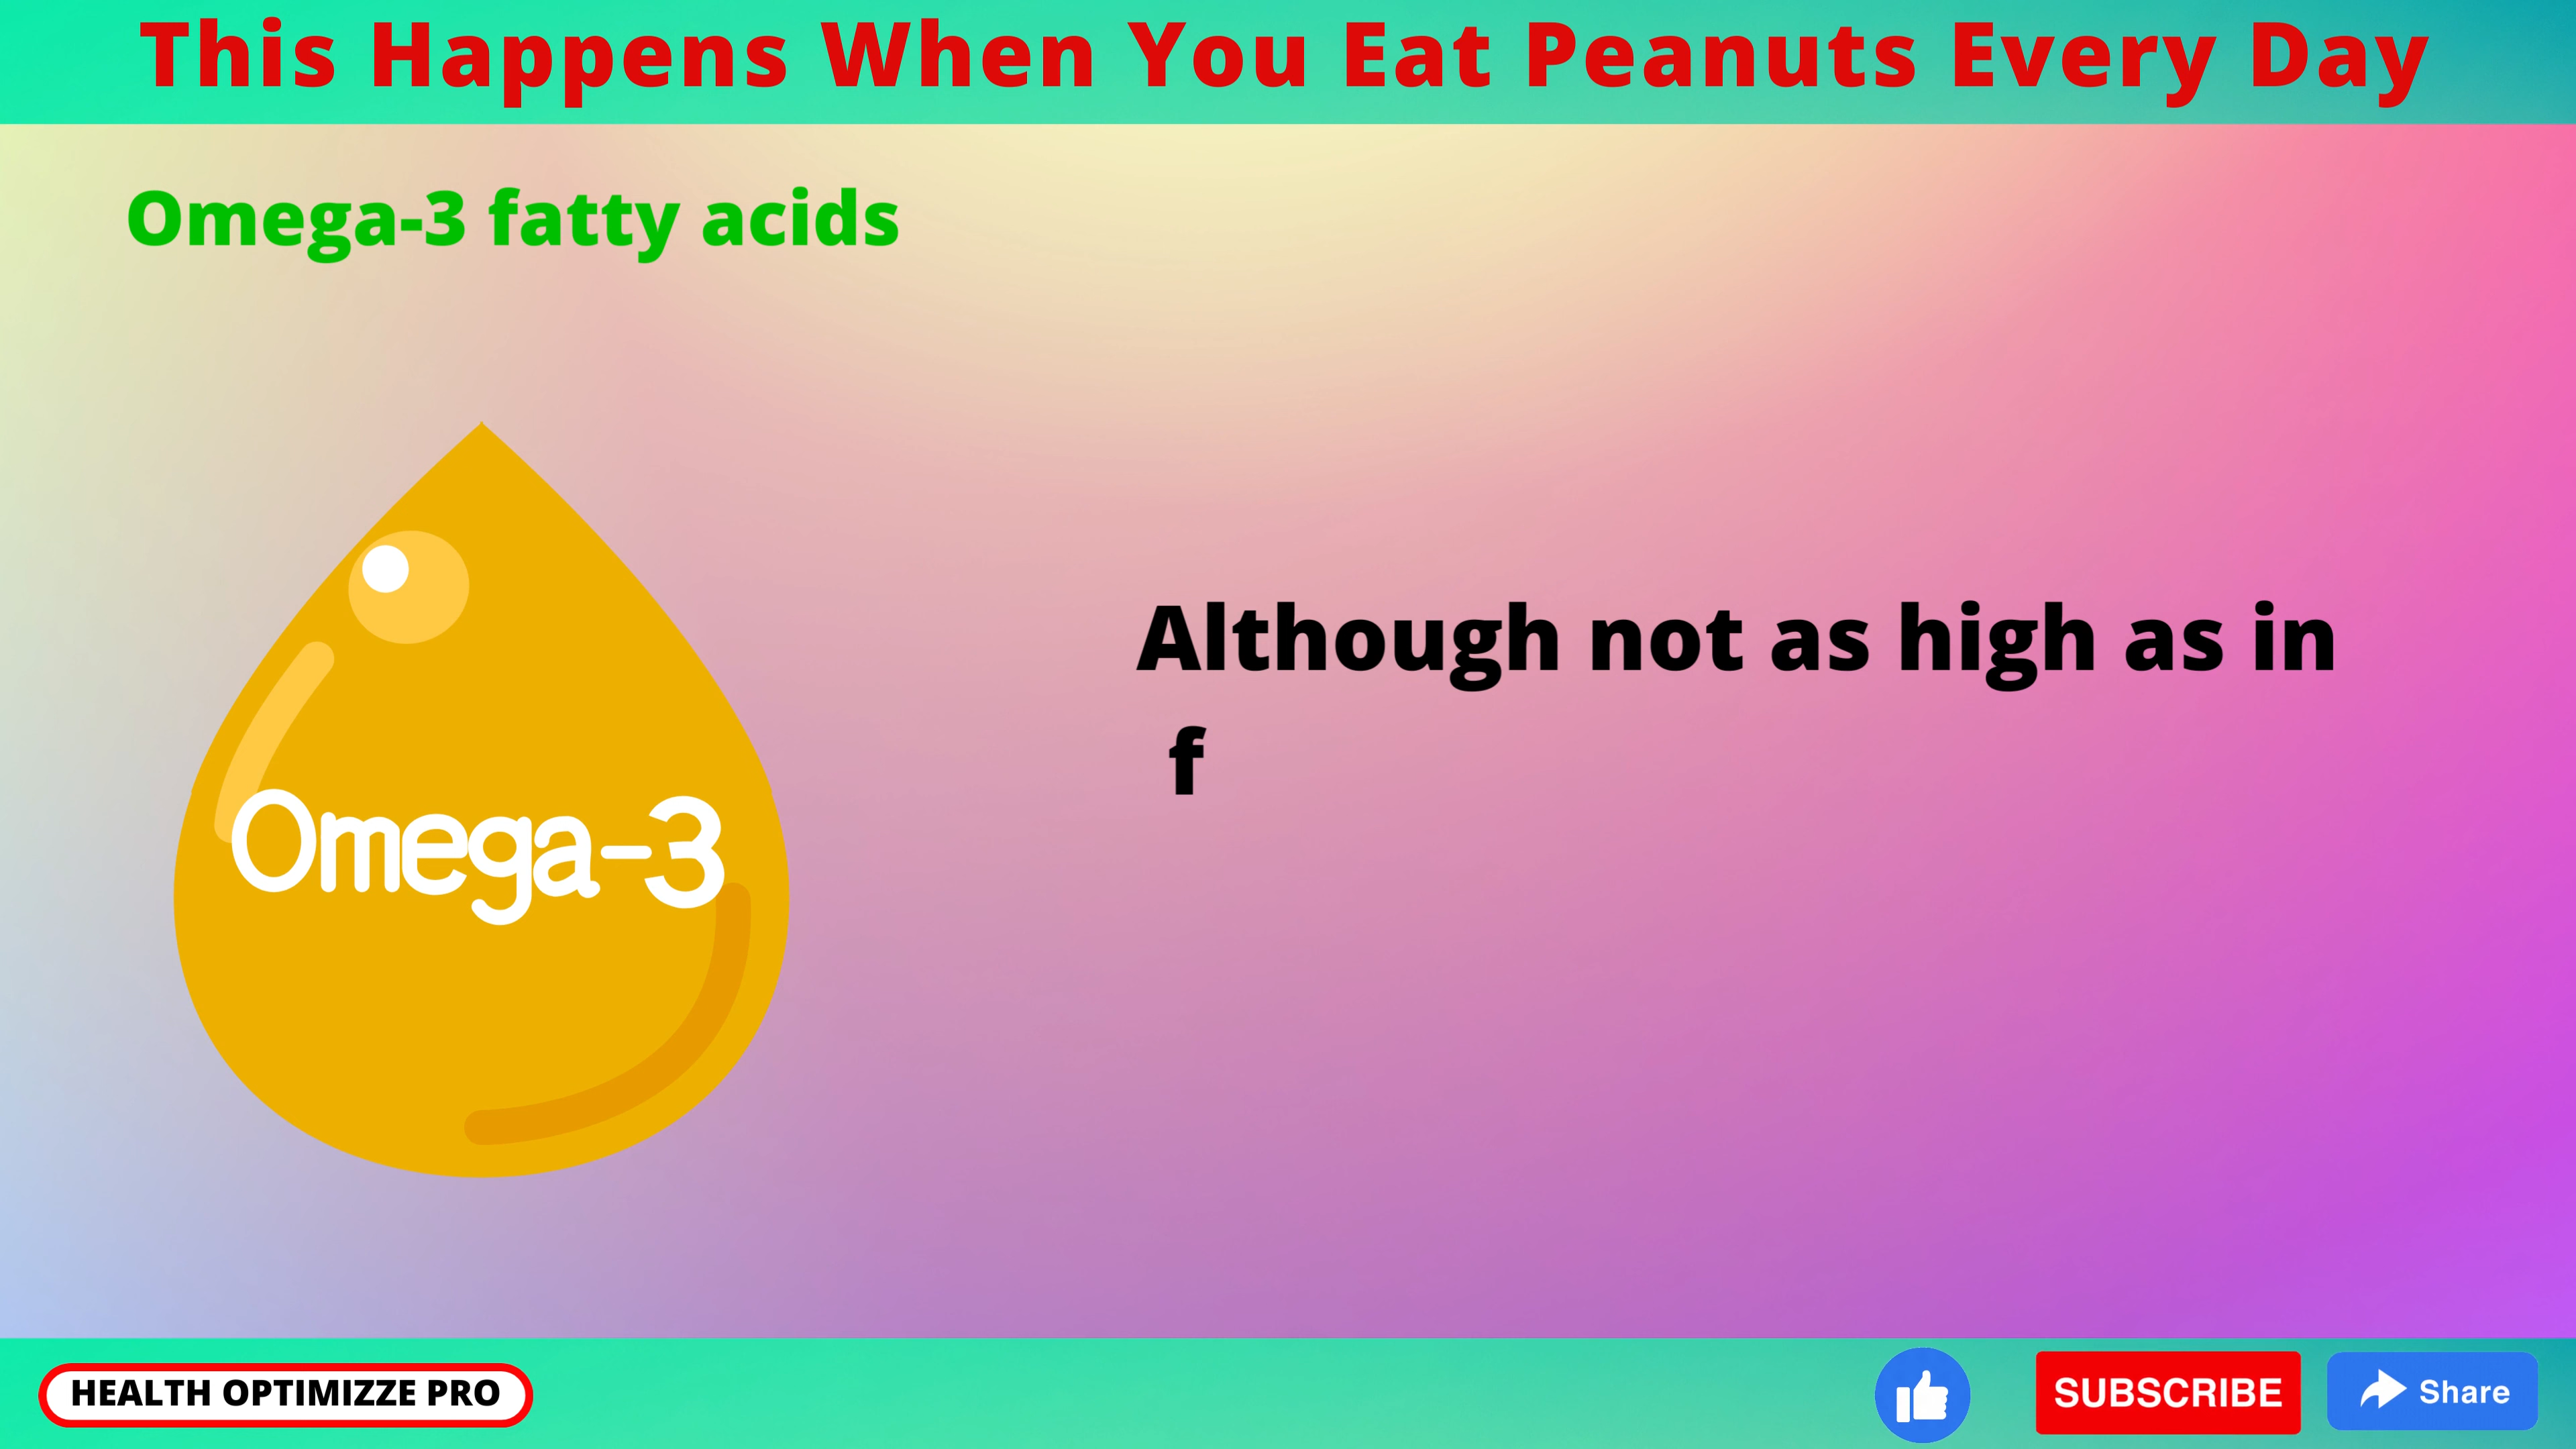 This Happens When You Eat Peanuts Every Day
Omega-3 fatty acids
Omega-3
Although not as high as in
f
HEALTH OPTIMIZZE PRO
SUBSCRIBE
Share